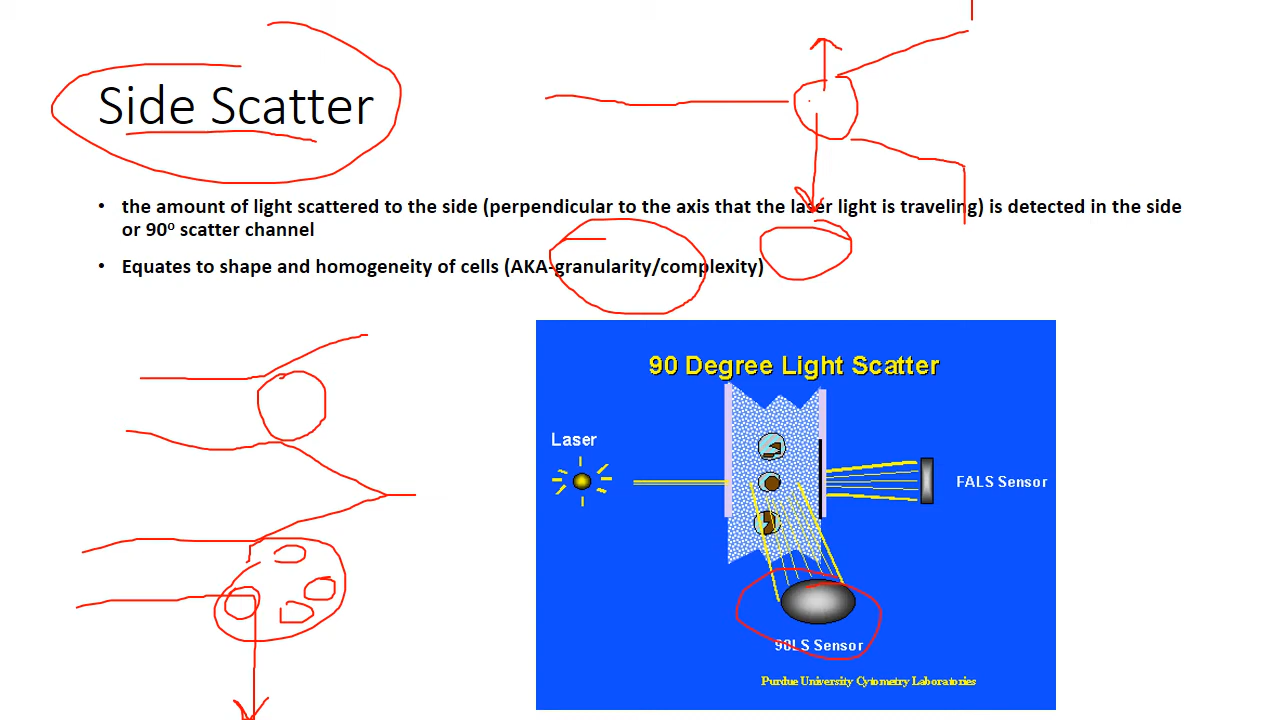 Side Scatter
• the amount of light scattered to the side (perpendicular to the axis that the laser light is traveling) is detected in the side
or 90º scatter channel
• Equates to shape and homogeneity of cells (AKA-granularity/complexity)
90 Degree Light Scatter
Laser
FALS Sensor
90LS Sensor
Purdue University Cytometry Laboratories